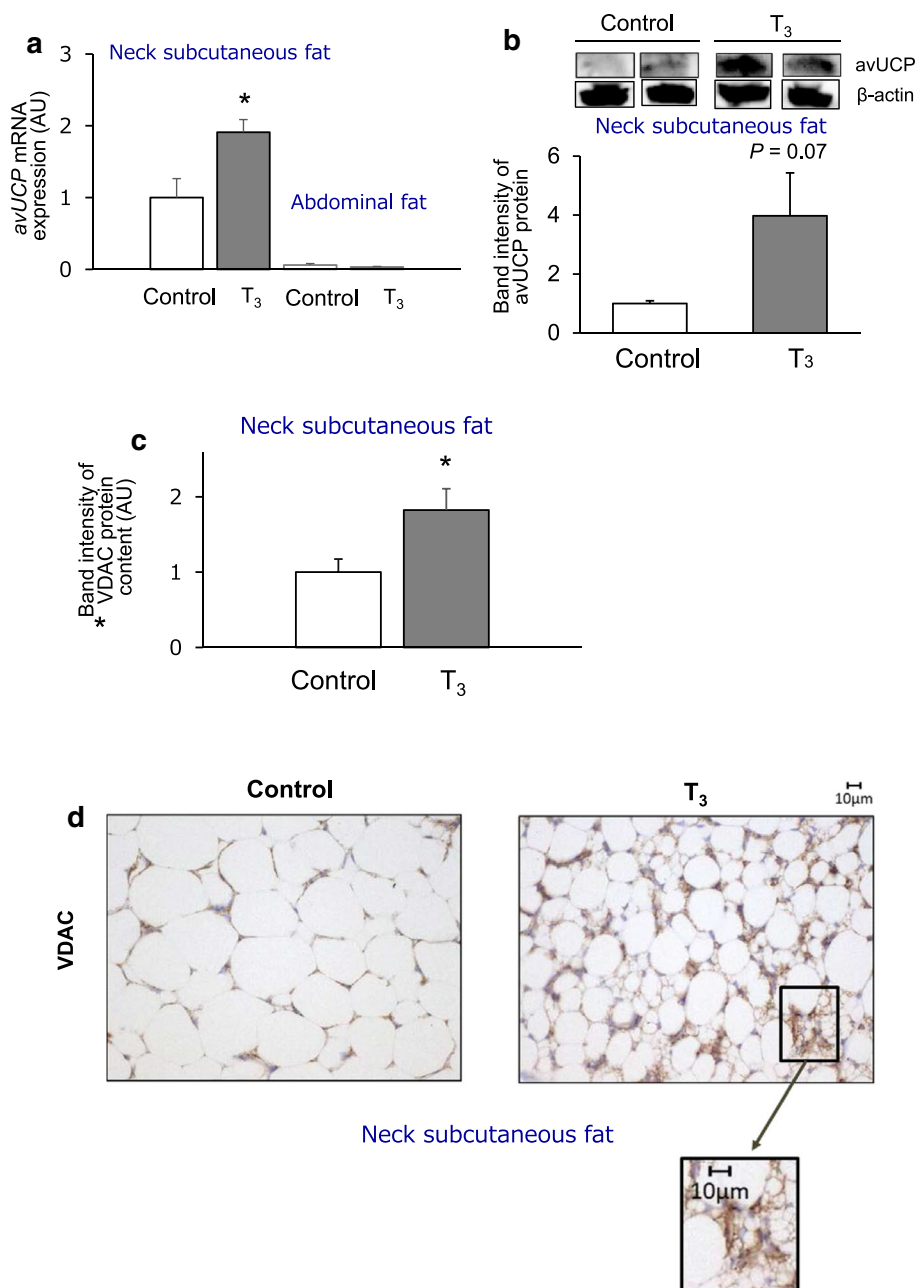 a
Neck subcutaneous fat
avUCP mRNA
expression (AU)
3
2
1
0
*
Abdominal fat
Control T₃ Control T₃
b
Control T₃
avUCP
β-actin
Neck subcutaneous fat
P = 0.07
Band intensity of
avUCP protein
6
4
2
0
Control T₃
c
Neck subcutaneous fat
Band intensity of
* VDAC protein
content (AU)
2
1
0
*
Control T₃
d
Control T₃ 10μm
VDAC
Neck subcutaneous fat
10μm